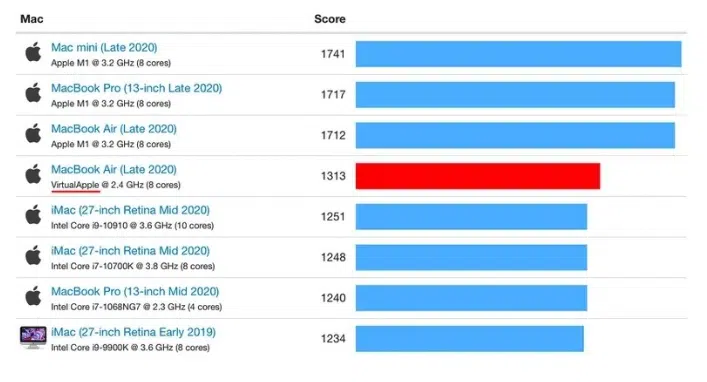 Mac Score
Mac mini (Late 2020)
Apple M1 @ 3.2 GHz (8 cores)
1741
MacBook Pro (13-inch Late 2020)
Apple M1 @ 3.2 GHz (8 cores)
1717
MacBook Air (Late 2020)
Apple M1 @ 3.2 GHz (8 cores)
1712
MacBook Air (Late 2020)
VirtualApple @ 2.4 GHz (8 cores)
1313
iMac (27-inch Retina Mid 2020)
Intel Core i9-10910 @ 3.6 GHz (10 cores)
1251
iMac (27-inch Retina Mid 2020)
Intel Core i7-10700K @ 3.8 GHz (8 cores)
1248
MacBook Pro (13-inch Mid 2020)
Intel Core i7-1068NG7 @ 2.3 GHz (4 cores)
1240
iMac (27-inch Retina Early 2019)
Intel Core i9-9900K @ 3.6 GHz (8 cores)
1234